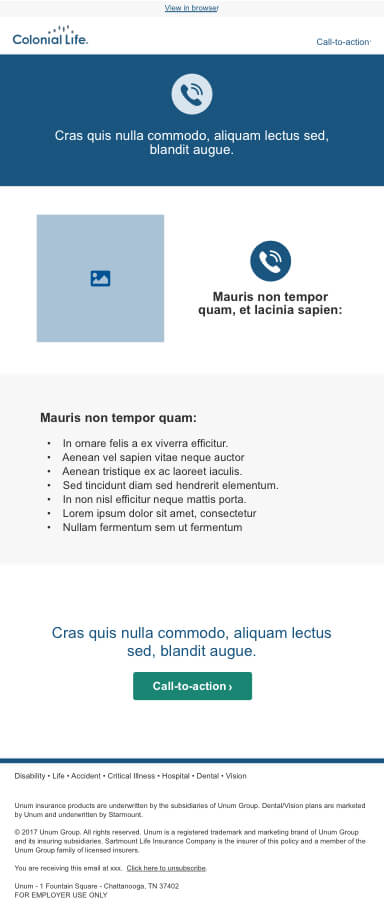 View in browser
Colonial Life.
Call-to-action
Cras quis nulla commodo, aliquam lectus sed,
blandit augue.
Mauris non tempor
quam, et lacinia sapien:
Mauris non tempor quam:
• In ornare felis a ex viverra efficitur.
• Aenean vel sapien vitae neque auctor
• Aenean tristique ex ac laoreet iaculis.
• Sed tincidunt diam sed hendrerit elementum.
• In non nisl efficitur neque mattis porta.
• Lorem ipsum dolor sit amet, consectetur
• Nullam fermentum sem ut fermentum
Cras quis nulla commodo, aliquam lectus
sed, blandit augue.
Call-to-action ›
Disability • Life • Accident • Critical Illness • Hospital • Dental • Vision
Unum insurance products are underwritten by the subsidiaries of Unum Group. Dental/Vision plans are marketed
by Unum and underwritten by Starmount.
© 2017 Unum Group. All rights reserved. Unum is a registered trademark and marketing brand of Unum Group
and its insuring subsidiaries. Sartmount Life Insurance Company is the insurer of this policy and a member of the
Unum Group family of licensed insurers.
You are receiving this email at xxx. Click here to unsubscribe.
Unum - 1 Fountain Square - Chattanooga, TN 37402
FOR EMPLOYER USE ONLY